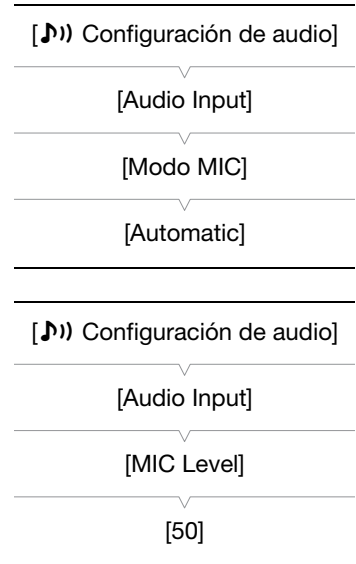 [♪)) Configuración de audio]
[Audio Input]
[Modo MIC]
[Automatic]
[♪)) Configuración de audio]
[Audio Input]
[MIC Level]
[50]